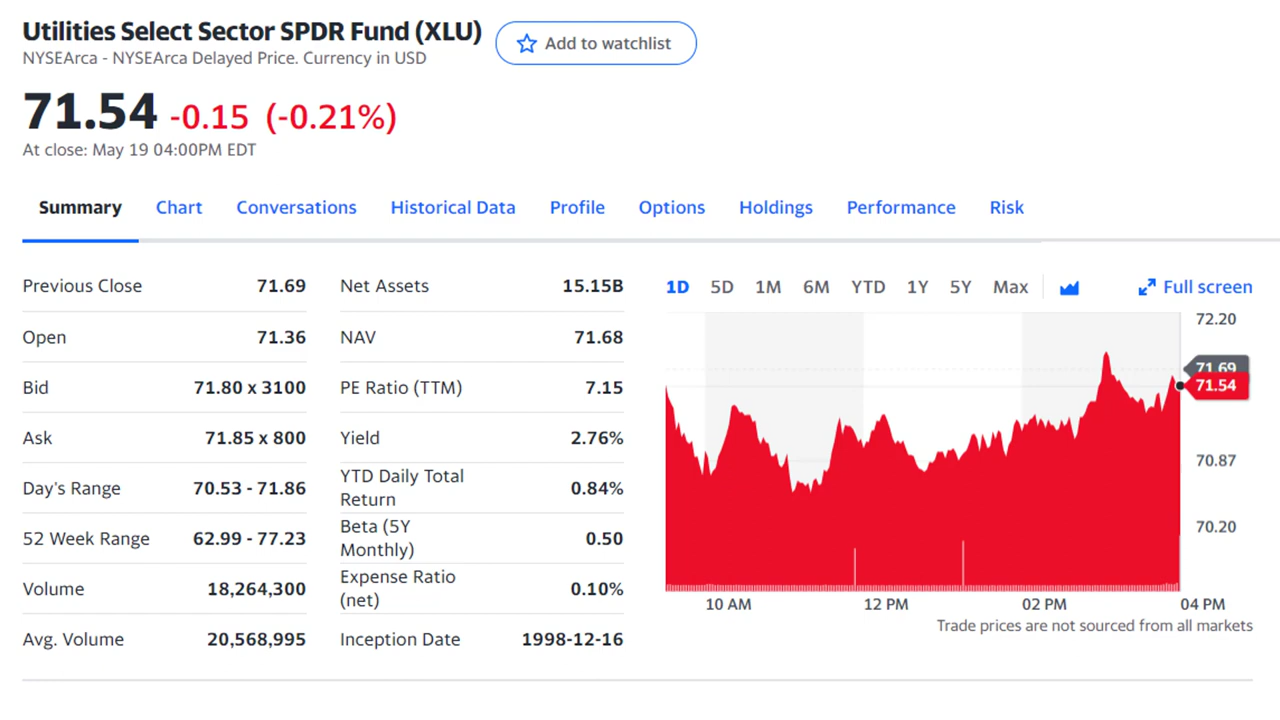 Utilities Select Sector SPDR Fund (XLU)
Add to watchlist
NYSEArca - NYSEArca Delayed Price. Currency in USD
71.54 -0.15 (-0.21%)
At close: May 19 04:00PM EDT
Summary Chart Conversations Historical Data Profile Options Holdings Performance Risk
Previous Close 71.69
Open 71.36
Bid 71.80 x 3100
Ask 71.85 x 800
Day's Range 70.53 - 71.86
52 Week Range 62.99 - 77.23
Volume 18,264,300
Avg. Volume 20,568,995
Net Assets 15.15B
NAV 71.68
PE Ratio (TTM) 7.15
Yield 2.76%
YTD Daily Total
Return 0.84%
Beta (5Y
Monthly) 0.50
Expense Ratio
(net) 0.10%
Inception Date 1998-12-16
1D 5D 1M 6M YTD 1Y 5Y Max Full screen
72.20
71.69
71.54
70.87
70.20
10 AM 12 PM 02 PM 04 PM
Trade prices are not sourced from all markets